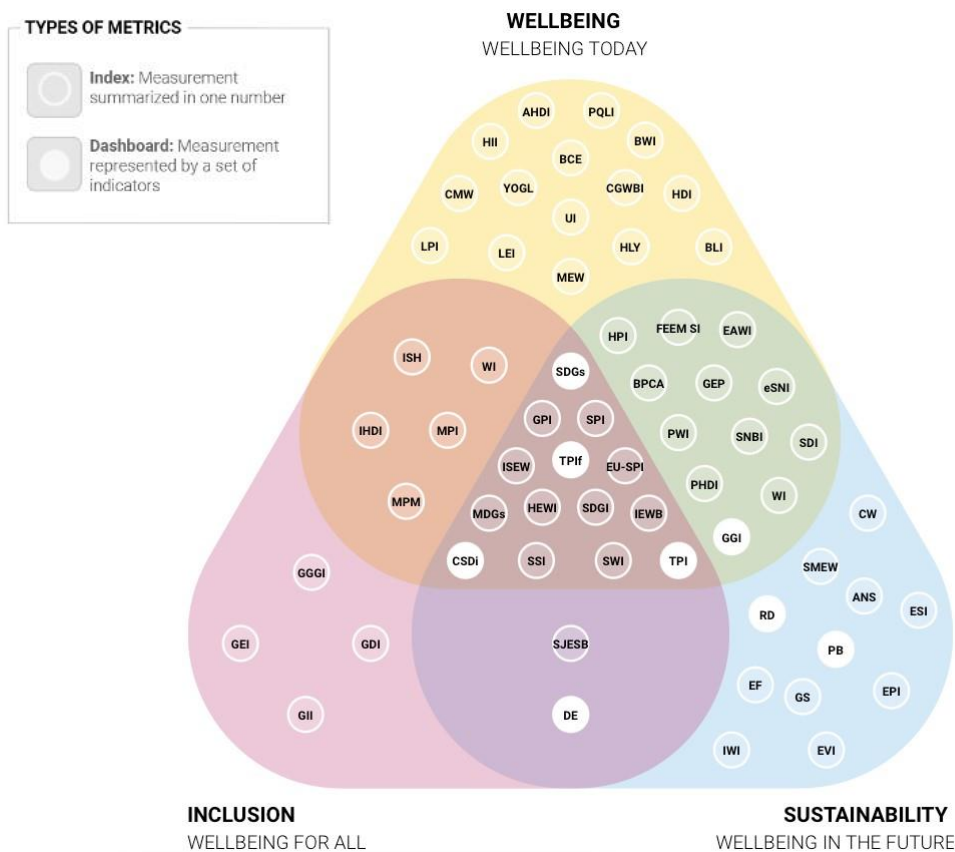 TYPES OF METRICS
Index: Measurement
summarized in one number
Dashboard: Measurement
represented by a set of
indicators
WELLBEING
WELLBEING TODAY
AHDI
PQLI
HII
BWI
BCE
CMW
YOGL
CGWBI
HDI
UI
LPI
LEI
HLY
BLI
MEW
HPI
FEEM SI
EAWI
ISH
WI
SDGs
BPCA
GEP
eSNI
GPI
SPI
IHDI
MPI
PWI
SNBI
SDI
ISEW
TPIf
EU-SPI
PHDI
WI
MPM
MDGs
HEWI
SDGI
IEWB
CW
GGI
CSDi
SSI
SWI
TPI
GGGI
SMEW
ANS
ESI
RD
GEI
GDI
SJESB
PB
EF
GS
EPI
GII
DE
IWI
EVI
INCLUSION
WELLBEING FOR ALL
SUSTAINABILITY
WELLBEING IN THE FUTURE